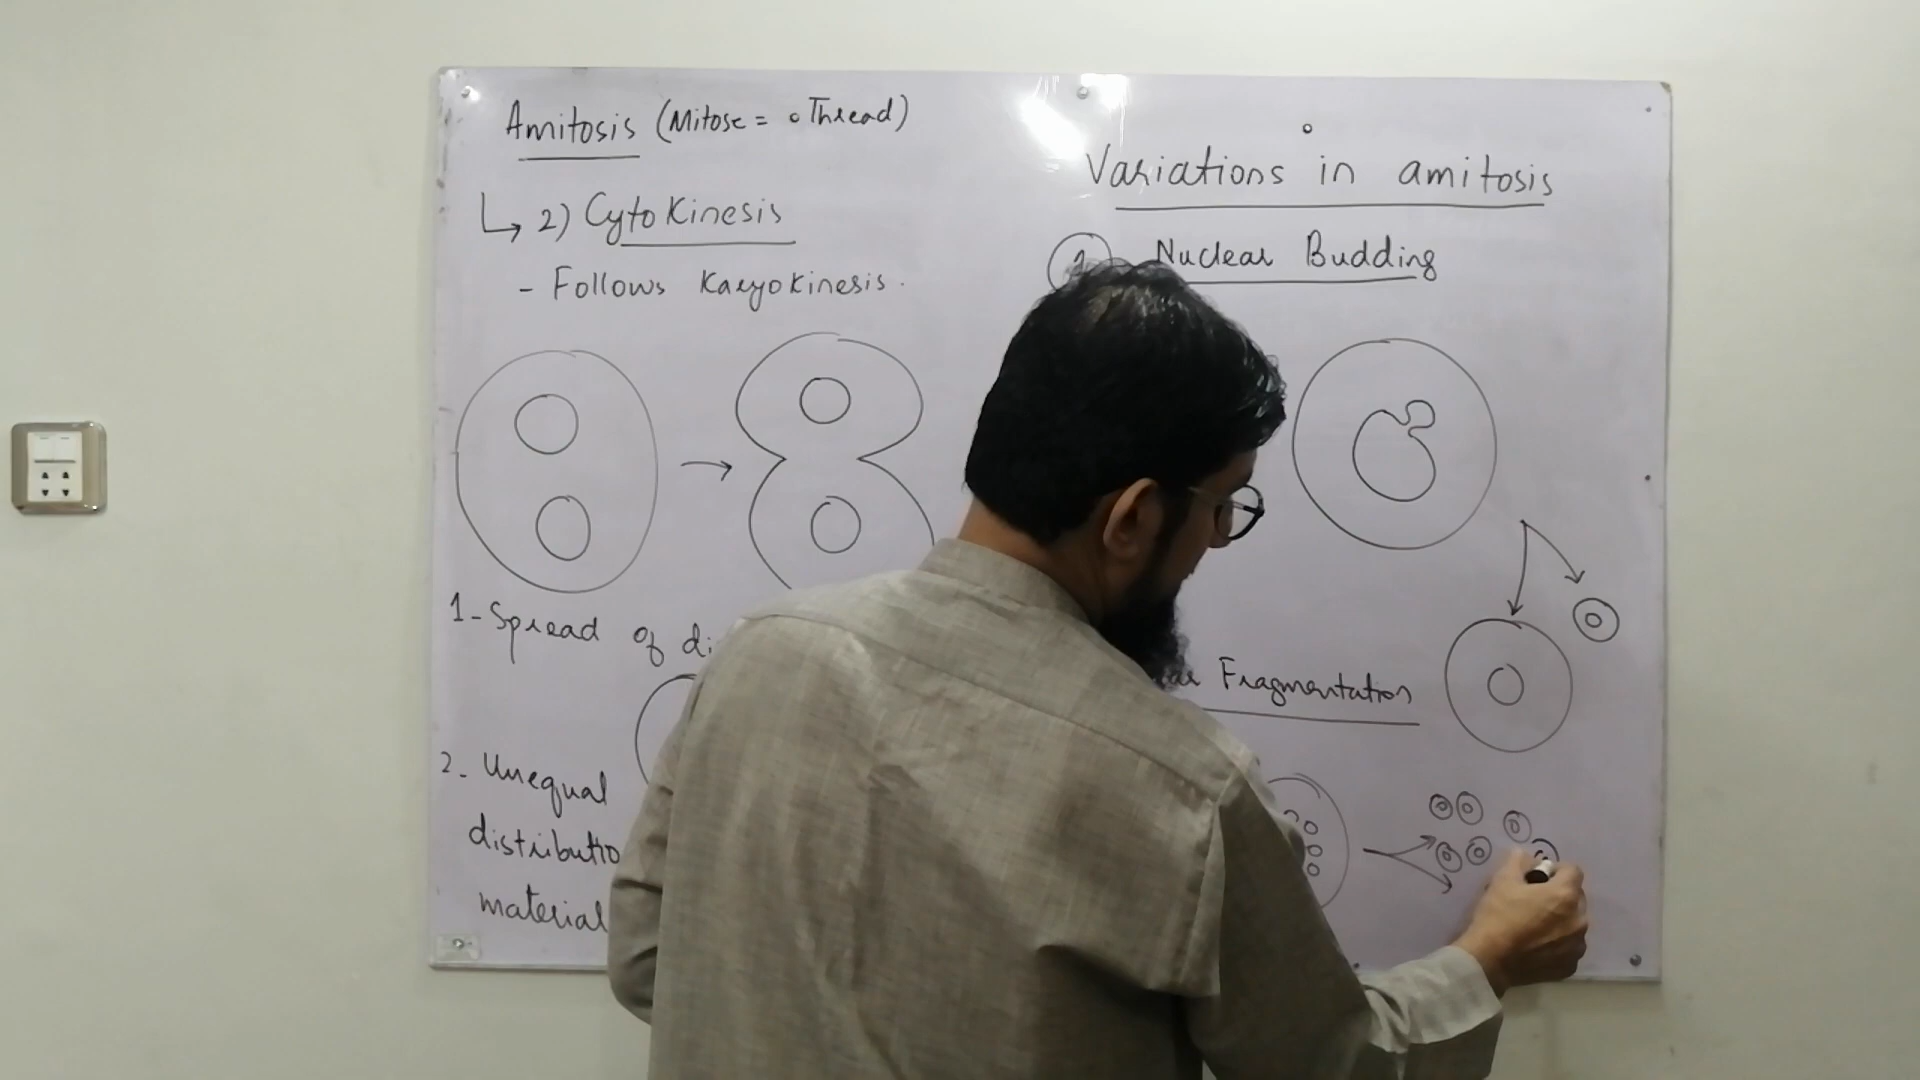 Amitosis (Mitose = Thread)
2) Cytokinesis
- Follows Karyokinesis.
1- Spread of
2- Unequal
distributio
material
Variations in amitosis
Nuclear Budding
Fragmentation